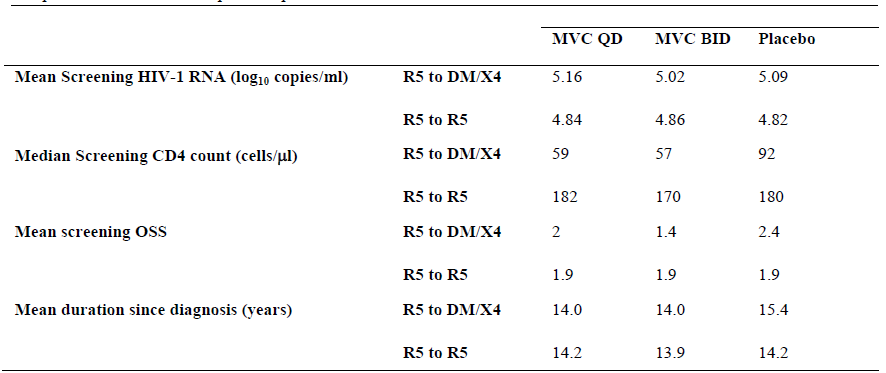 MVC QD MVC BID Placebo
Mean Screening HIV-1 RNA (log10 copies/ml) R5 to DM/X4 5.16 5.02 5.09
R5 to R5 4.84 4.86 4.82
Median Screening CD4 count (cells/µl) R5 to DM/X4 59 57 92
R5 to R5 182 170 180
Mean screening OSS R5 to DM/X4 2 1.4 2.4
R5 to R5 1.9 1.9 1.9
Mean duration since diagnosis (years) R5 to DM/X4 14.0 14.0 15.4
R5 to R5 14.2 13.9 14.2